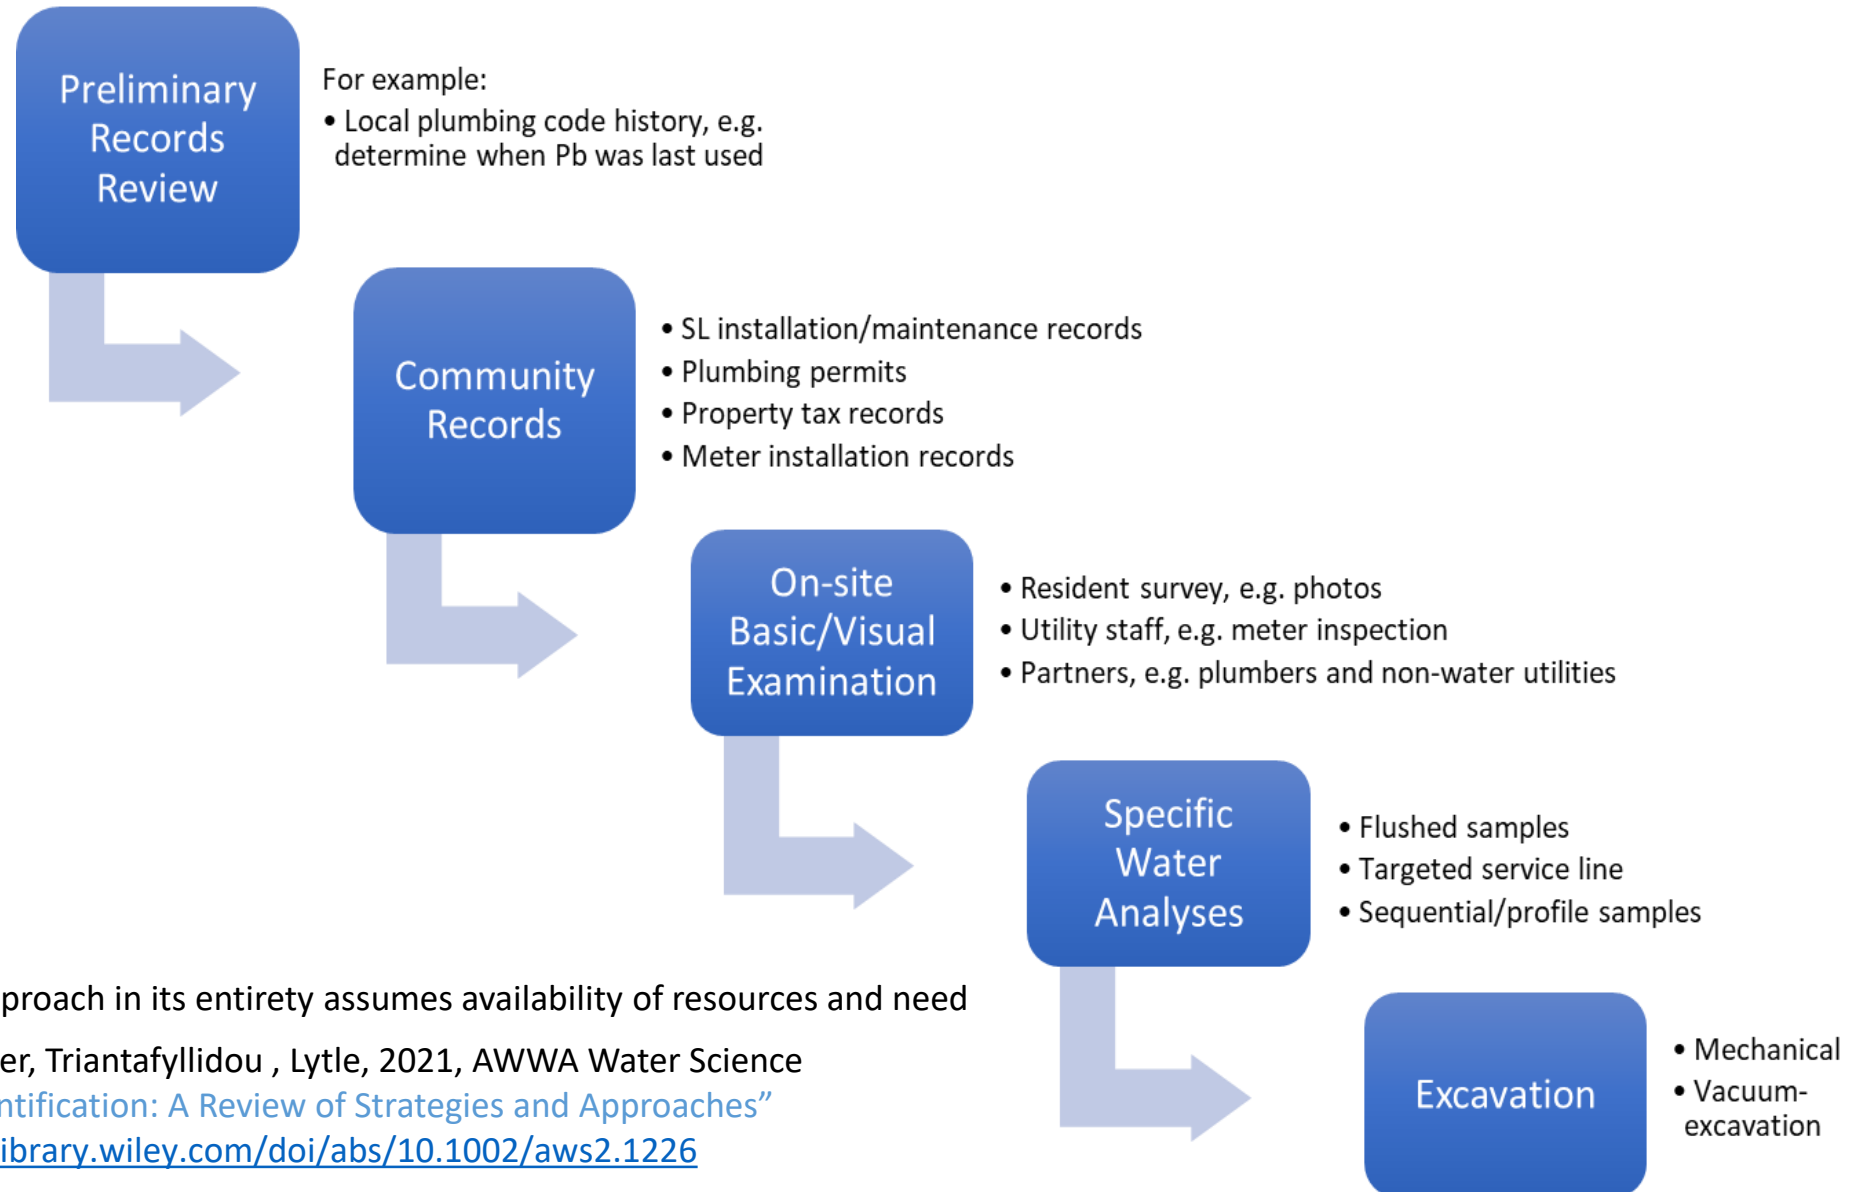 Preliminary
Records
Review
For example:
• Local plumbing code history, e.g.
determine when Pb was last used
Community
Records
• SL installation/maintenance records
• Plumbing permits
• Property tax records
• Meter installation records
On-site
Basic/Visual
Examination
• Resident survey, e.g. photos
• Utility staff, e.g. meter inspection
• Partners, e.g. plumbers and non-water utilities
Specific
Water
Analyses
• Flushed samples
• Targeted service line
• Sequential/profile samples
Excavation
• Mechanical
• Vacuum-
excavation
proach in its entirety assumes availability of resources and need
er, Triantafyllidou , Lytle, 2021, AWWA Water Science
ntification: A Review of Strategies and Approaches”
ibrary.wiley.com/doi/abs/10.1002/aws2.1226